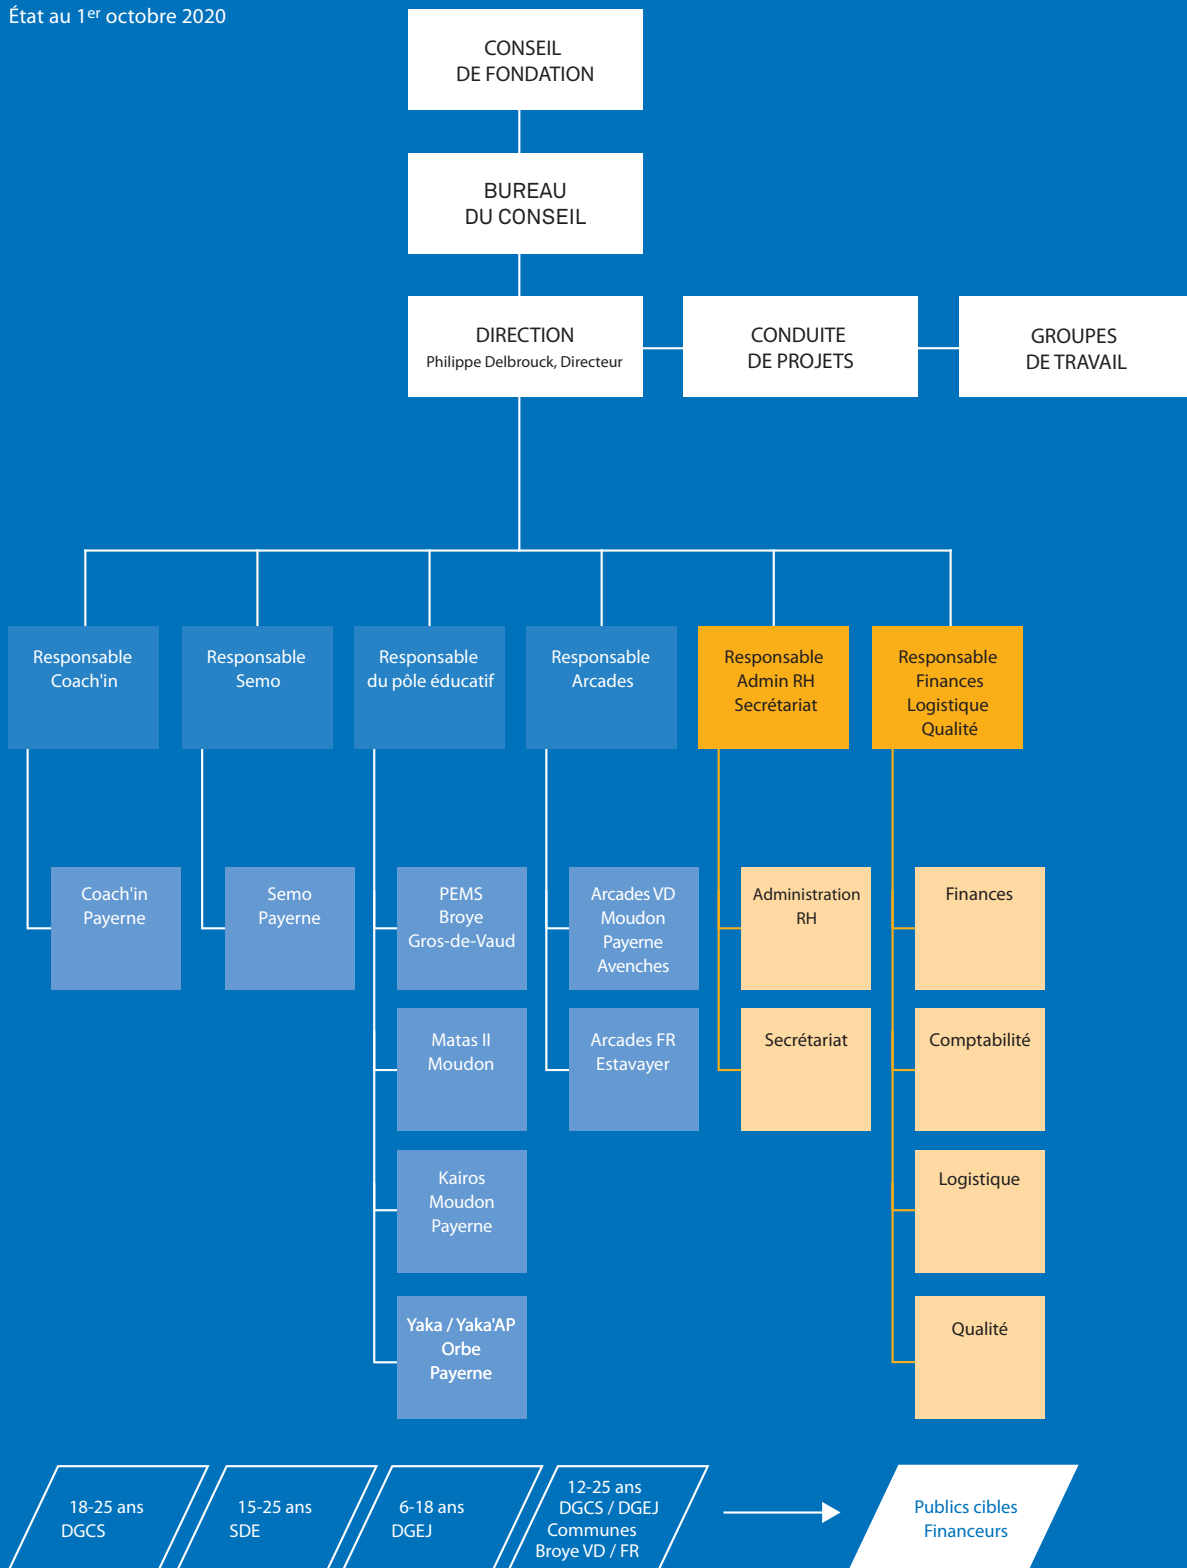 État au 1er octobre 2020
CONSEIL
DE FONDATION
BUREAU
DU CONSEIL
DIRECTION
Philippe Delbrouck, Directeur
CONDUITE
DE PROJETS
GROUPES
DE TRAVAIL
Responsable
Coach'in
Responsable
Semo
Responsable
du pôle éducatif
Responsable
Arcades
Responsable
Admin RH
Secrétariat
Responsable
Finances
Logistique
Qualité
Coach'in
Payerne
Semo
Payerne
PEMS
Broye
Gros-de-Vaud
Arcades VD
Moudon
Payerne
Avenches
Administration
RH
Finances
Matas II
Moudon
Arcades FR
Estavayer
Secrétariat
Comptabilité
Kairos
Moudon
Payerne
Logistique
Yaka / Yaka'AP
Orbe
Payerne
Qualité
18-25 ans
DGCS
15-25 ans
SDE
6-18 ans
DGEJ
12-25 ans
DGCS / DGEJ
Communes
Broye VD / FR
Publics cibles
Financeurs